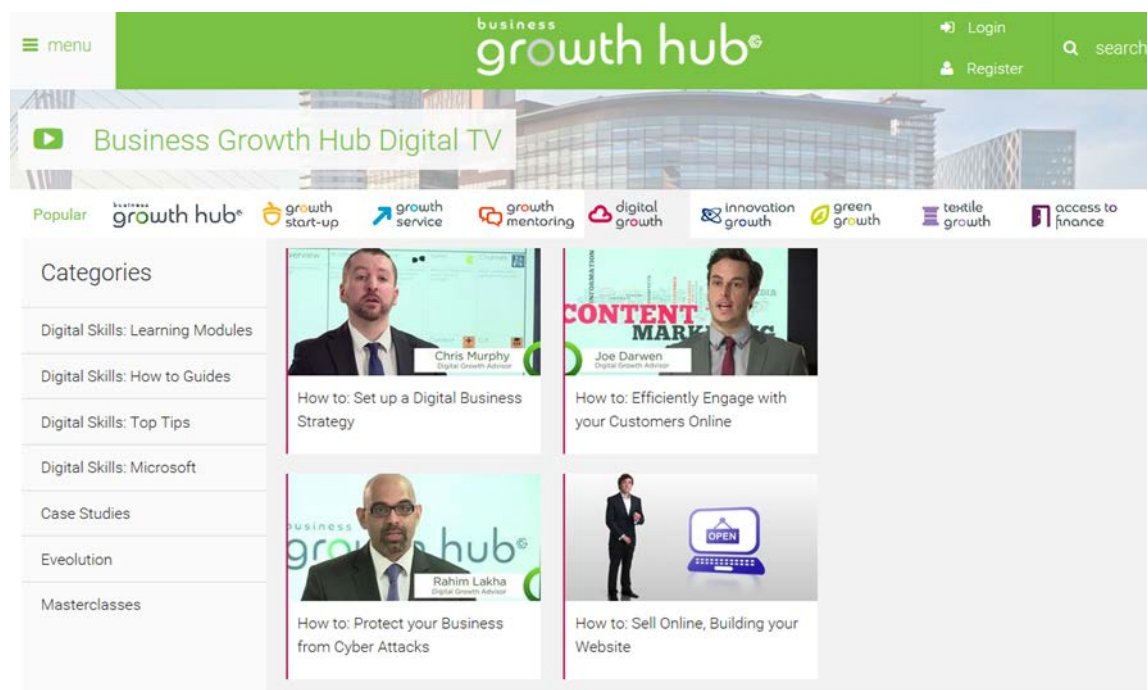 menu
business
growth hub
Login
Register
search
Business Growth Hub Digital TV
Popular
business
growth hub
growth
start-up
growth
service
growth
mentoring
digital
growth
innovation
growth
green
growth
textile
growth
access to
finance
Categories
Digital Skills: Learning Modules
Digital Skills: How to Guides
Digital Skills: Top Tips
Digital Skills: Microsoft
Case Studies
Eveolution
Masterclasses
Chris Murphy
Digital Growth Advisor
How to: Set up a Digital Business
Strategy
INFORMATION
CONTENT
Joe Darwen
Digital Growth Advisor
How to: Efficiently Engage with
your Customers Online
business
hub
Rahim Lakha
Digital Growth Advisor
How to: Protect your Business
from Cyber Attacks
OPEN
How to: Sell Online, Building your
Website